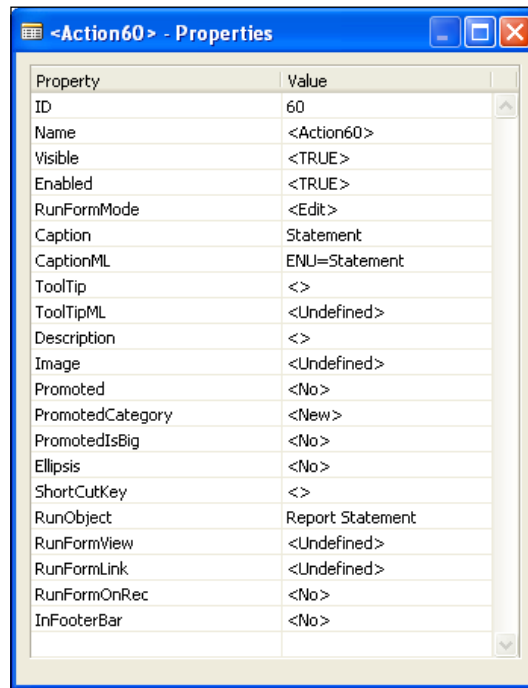 <Action60> - Properties
Property Value
ID 60
Name <Action60>
Visible <TRUE>
Enabled <TRUE>
RunFormMode <Edit>
Caption Statement
CaptionML ENU=Statement
ToolTip <>
ToolTipML <Undefined>
Description <>
Image <Undefined>
Promoted <No>
PromotedCategory <New>
PromotedIsBig <No>
Ellipsis <No>
ShortCutKey <>
RunObject Report Statement
RunFormView <Undefined>
RunFormLink <Undefined>
RunFormOnRec <No>
InFooterBar <No>